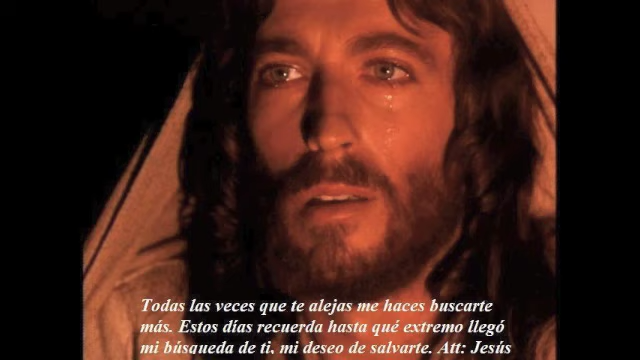 Todas las veces que te alejas me haces buscarte
más. Estos días recuerda hasta qué extremo llegó
mi búsqueda de ti, mi deseo de salvarte. Att: Jesús